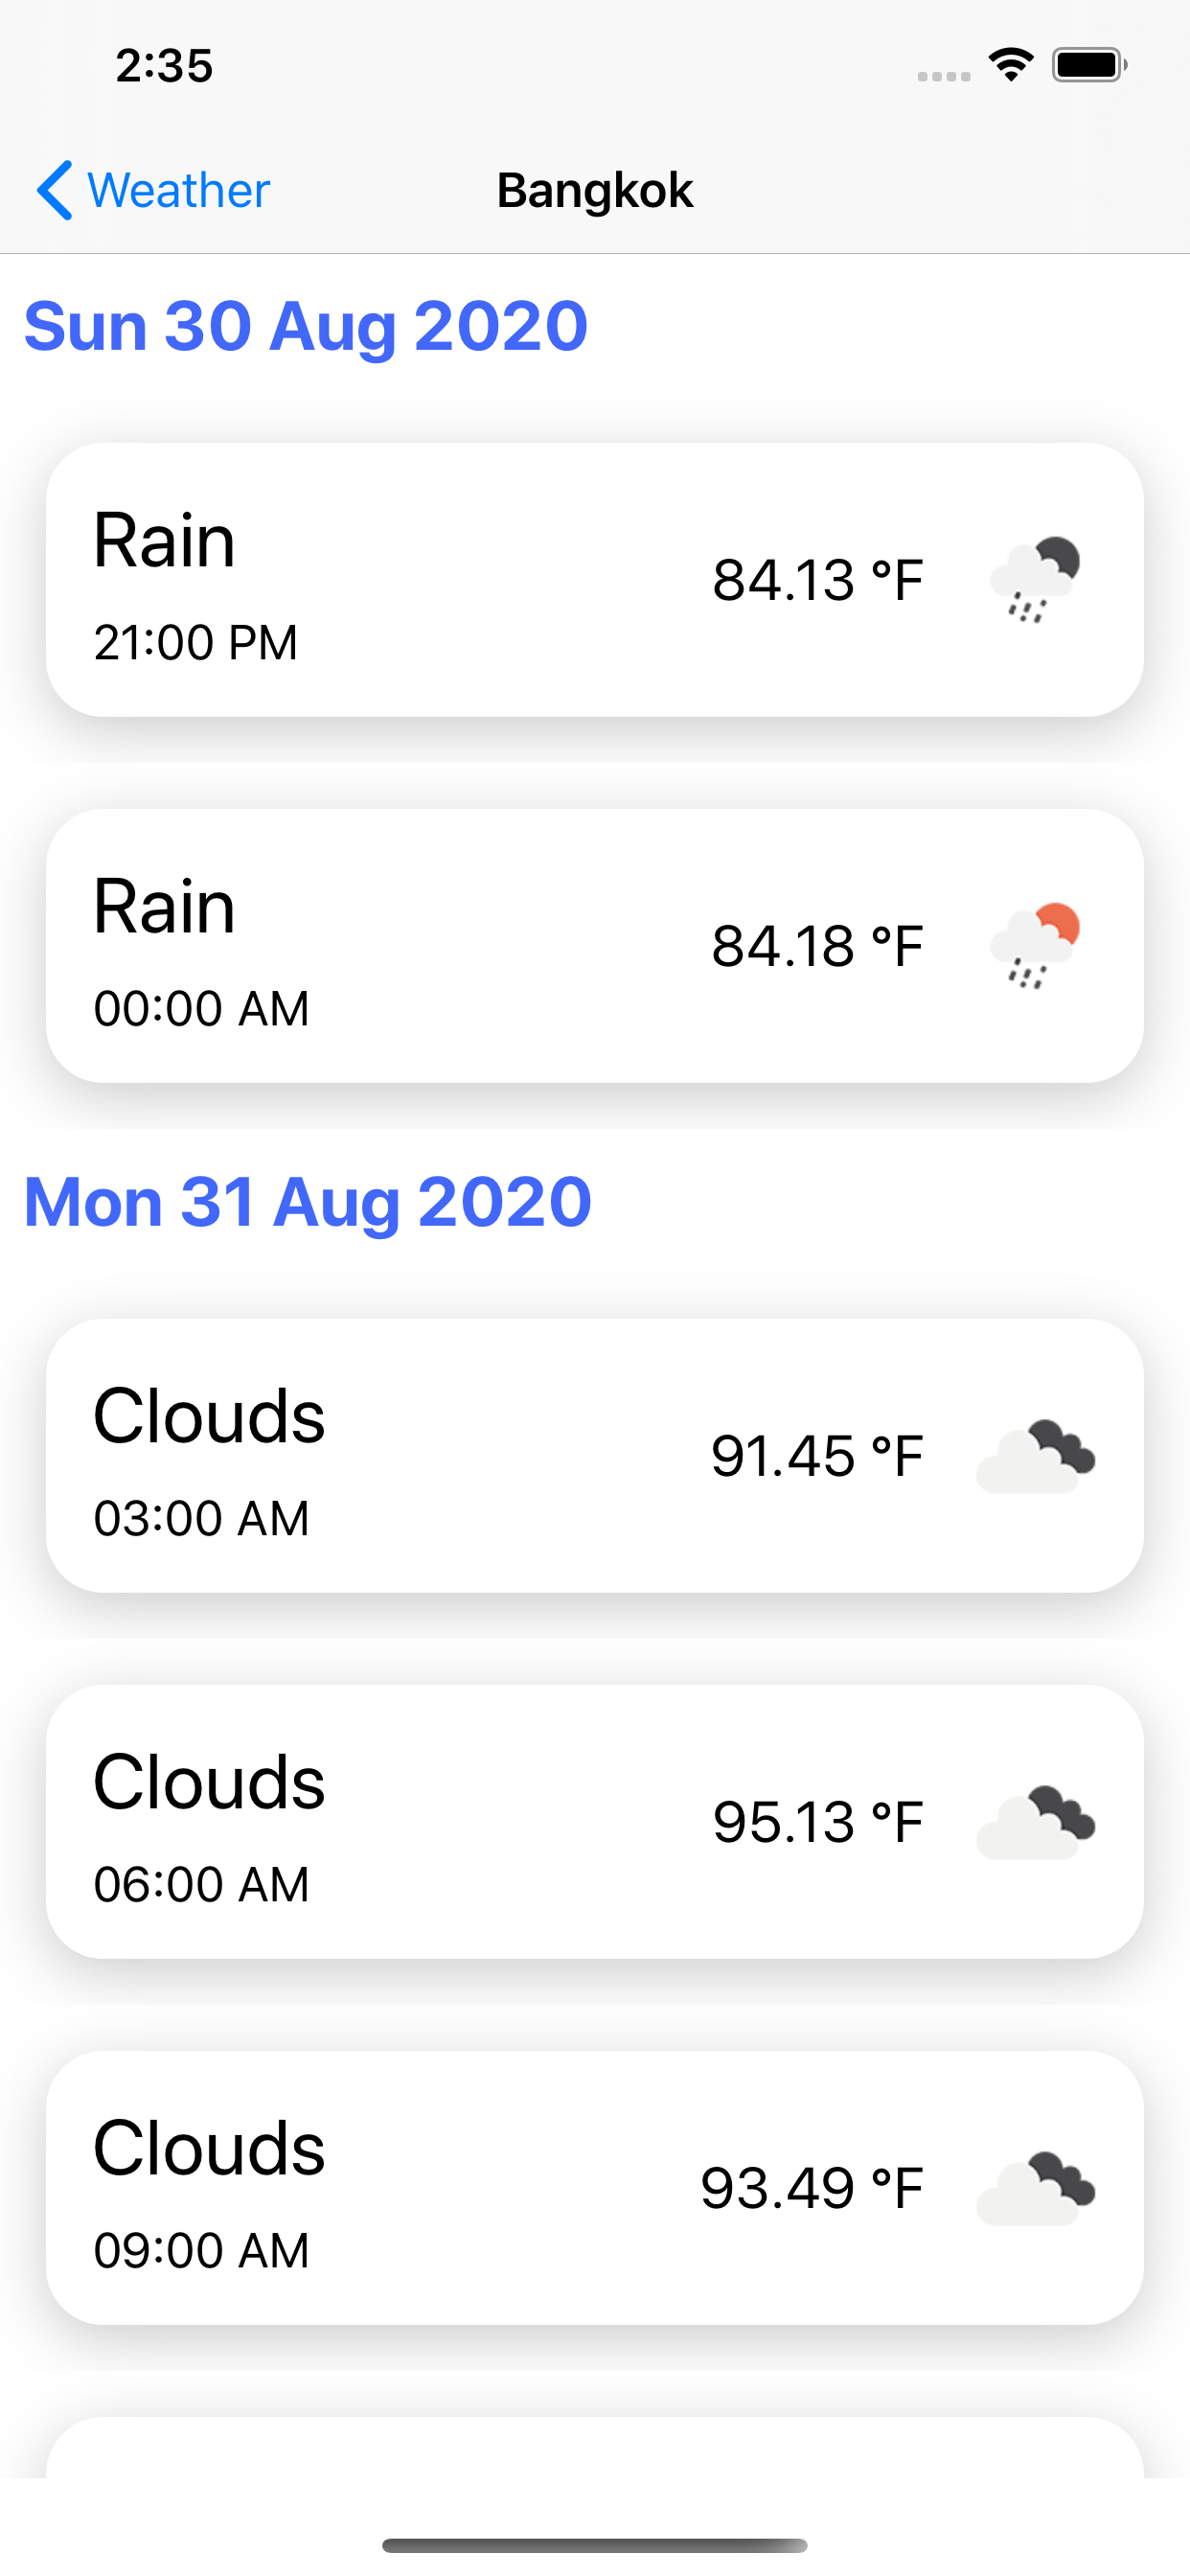 2:35
Weather
Bangkok
Sun 30 Aug 2020
Rain
84.13 °F
21:00 PM
Rain
84.18 °F
00:00 AM
Mon 31 Aug 2020
Clouds
91.45 °F
03:00 AM
Clouds
95.13 °F
06:00 AM
Clouds
93.49 °F
09:00 AM